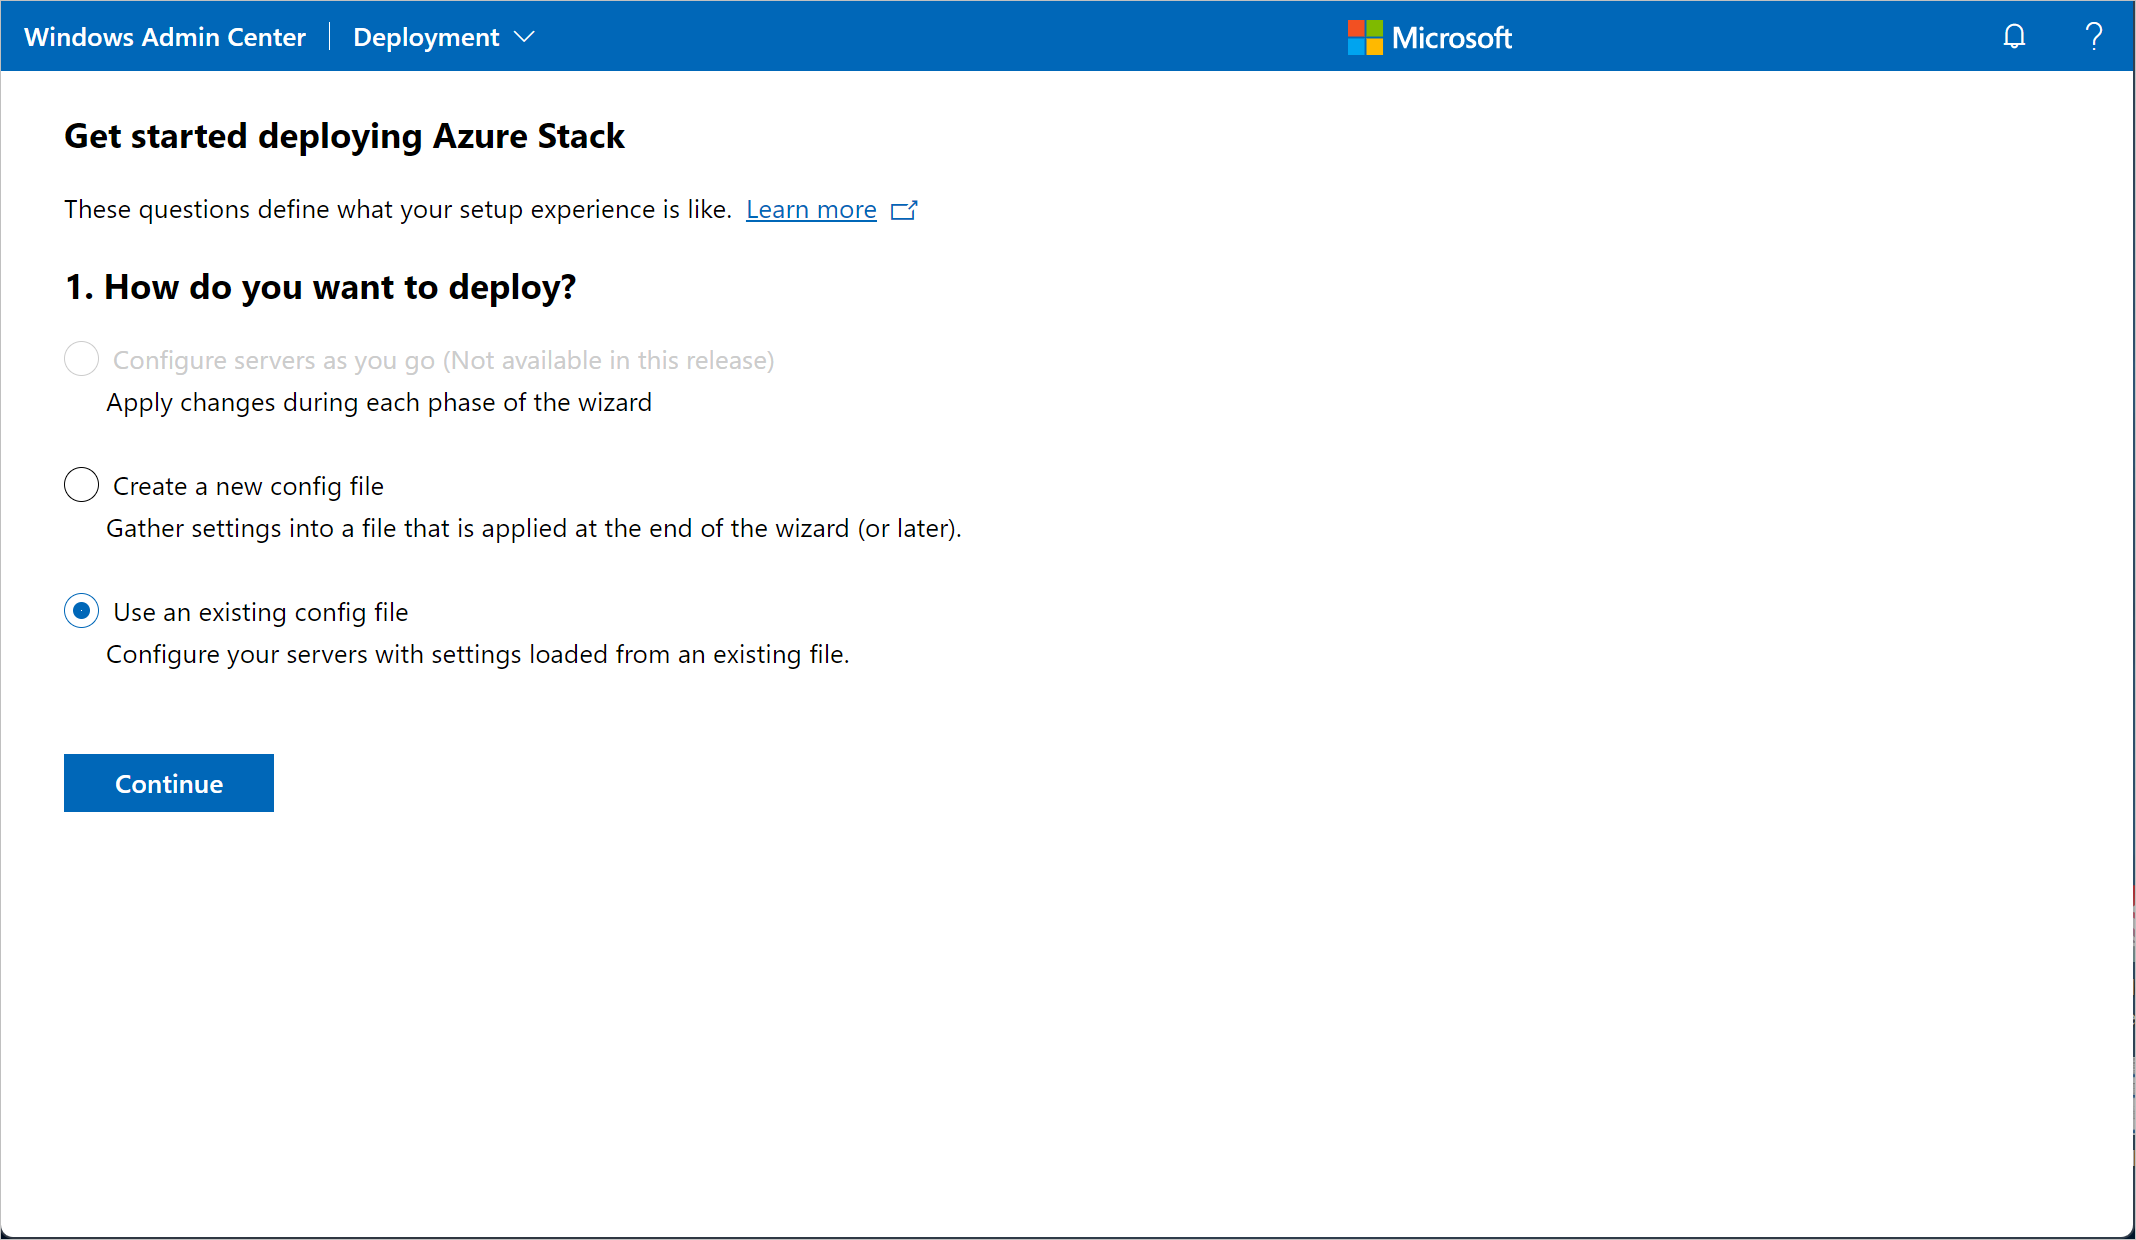 Windows Admin Center Deployment Microsoft ?
Get started deploying Azure Stack
These questions define what your setup experience is like. Learn more
1. How do you want to deploy?
Configure servers as you go (Not available in this release)
Apply changes during each phase of the wizard
Create a new config file
Gather settings into a file that is applied at the end of the wizard (or later).
Use an existing config file
Configure your servers with settings loaded from an existing file.
Continue